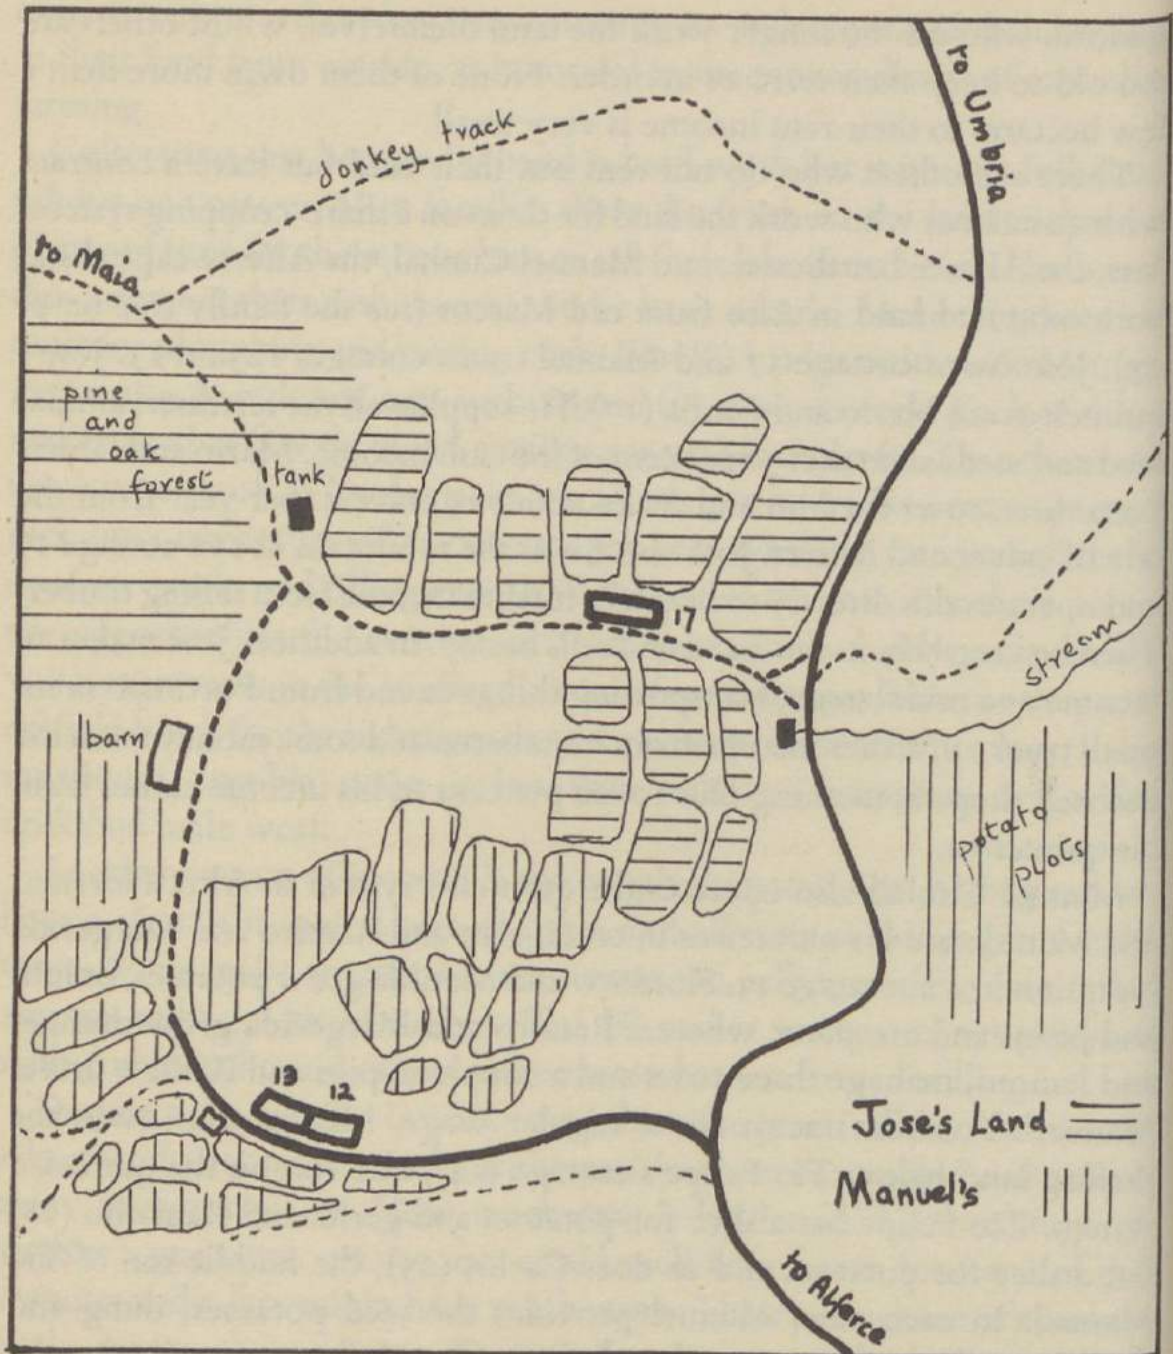 to Umbria
donkey track
to Maia
pine
and
oak
forest
tank
17
stream
barn
potato
plots
13
12
Jose's Land
Manuel's
to Alferce